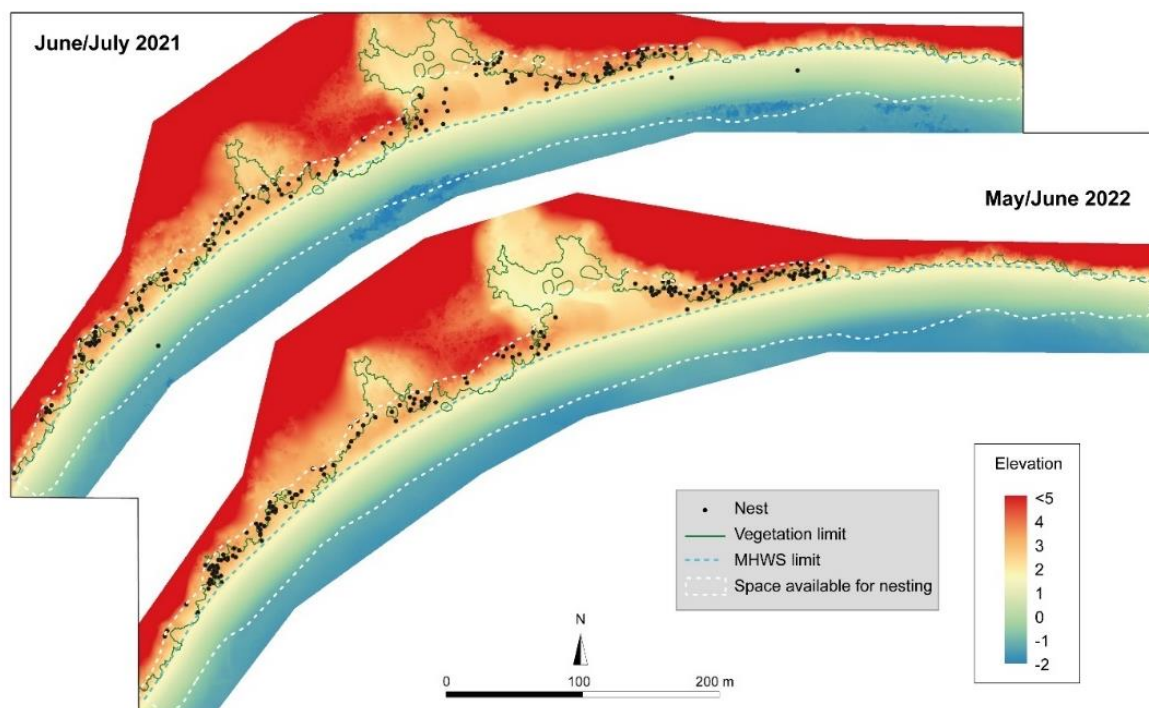 June/July 2021
May/June 2022
Elevation
<5
4
3
2
1
0
-1
-2
Nest
Vegetation limit
MHWS limit
Space available for nesting
N
0 100 200 m